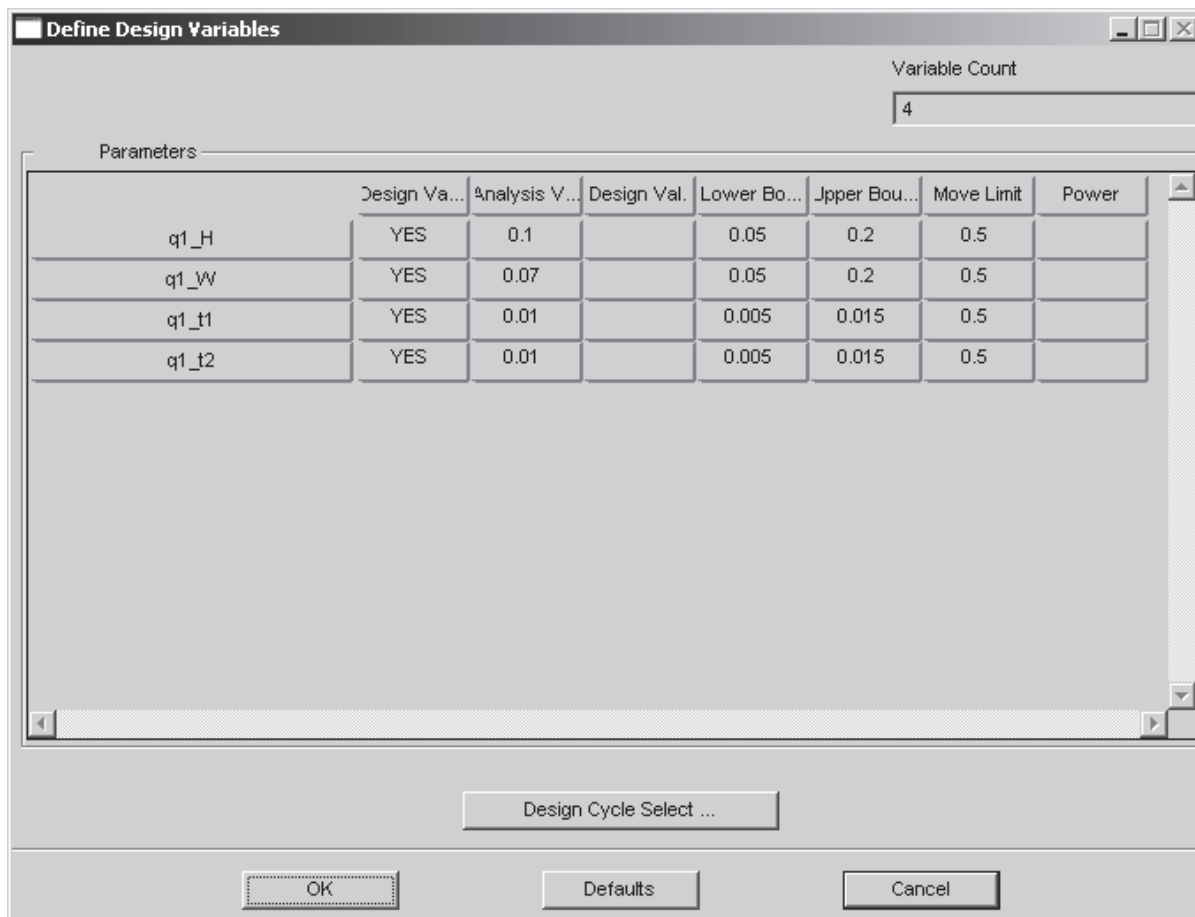 Define Design Variables
Variable Count
4
Parameters
Design Va... Analysis V... Design Val. Lower Bo... Upper Bou... Move Limit Power
q1_H YES 0.1 0.05 0.2 0.5
q1_W YES 0.07 0.05 0.2 0.5
q1_t1 YES 0.01 0.005 0.015 0.5
q1_t2 YES 0.01 0.005 0.015 0.5
Design Cycle Select ...
OK Defaults Cancel